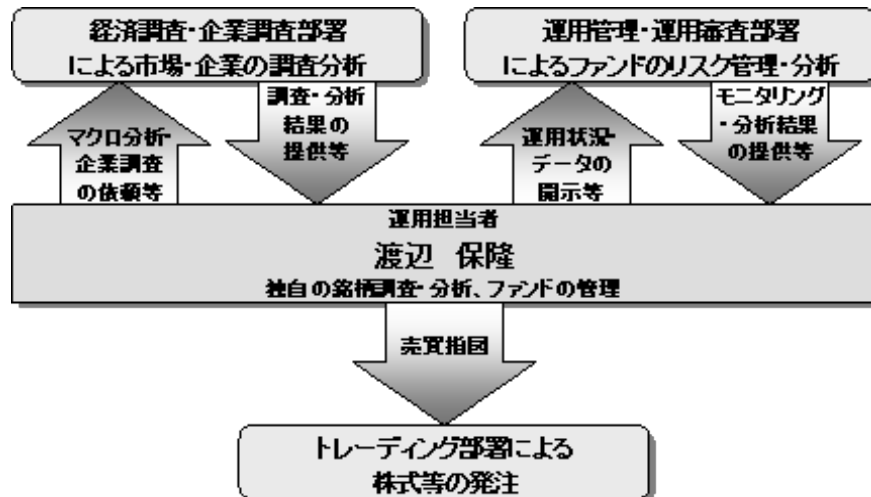 経済調査・企業調査部署
による市場・企業の調査分析
運用管理・運用審査部署
によるファンドのリスク管理・分析
マクロ分析・
企業調査
の依頼等
調査・分析
結果の
提供等
運用状況・
データの
開示等
モニタリング
・分析結果
の提供等
運用担当者
渡辺　保隆
独自の銘柄調査・分析、ファンドの管理
売買指図
トレーディング部署による
株式等の発注